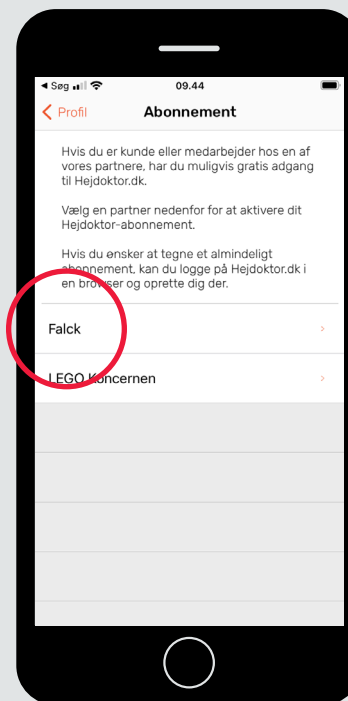 Søg
09.44
Profil
Abonnement
Hvis du er kunde eller medarbejder hos en af
vores partnere, har du muligvis gratis adgang
til Hejdoktor.dk.
Vælg en partner nedenfor for at aktivere dit
Hejdoktor-abonnement.
Hvis du ønsker at tegne et almindeligt
abonnement, kan du logge på Hejdoktor.dk i
en browser og oprette dig der.
Falck
LEGO Koncernen